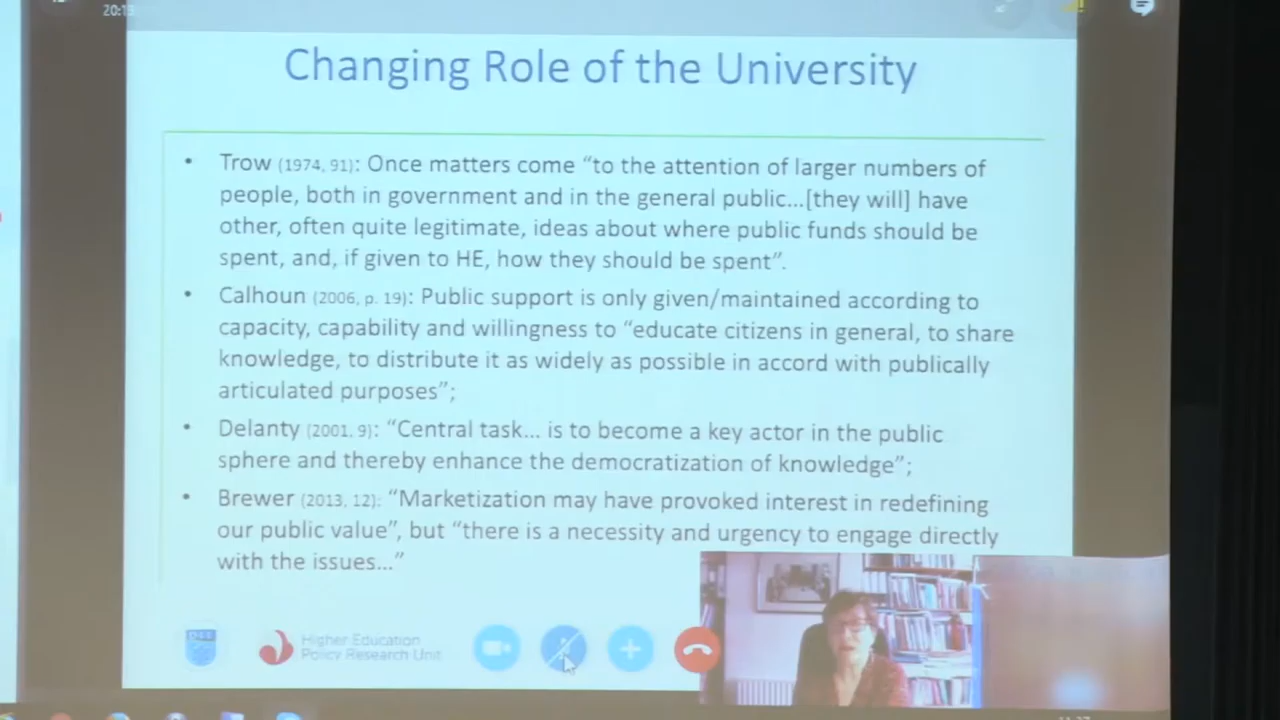 20:13
Changing Role of the University
• Trow (1974, 91): Once matters come “to the attention of larger numbers of
people, both in government and in the general public...[they will] have
other, often quite legitimate, ideas about where public funds should be
spent, and, if given to HE, how they should be spent”.
• Calhoun (2006, p. 19): Public support is only given/maintained according to
capacity, capability and willingness to “educate citizens in general, to share
knowledge, to distribute it as widely as possible in accord with publically
articulated purposes”;
• Delanty (2001, 9): “Central task... is to become a key actor in the public
sphere and thereby enhance the democratization of knowledge”;
• Brewer (2013, 12): “Marketization may have provoked interest in redefining
our public value”, but “there is a necessity and urgency to engage directly
with the issues...”
Higher Education
Policy Research Unit